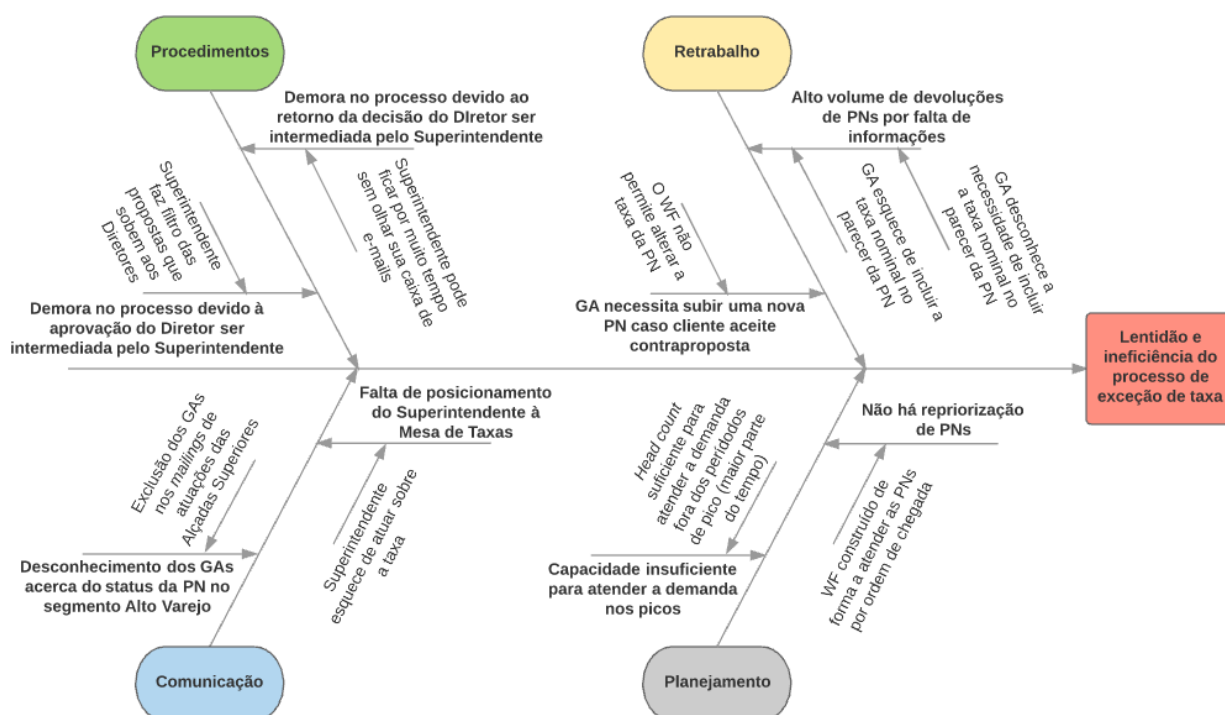 Procedimentos
Retrabalho
Demora no processo devido ao
retorno da decisão do DIretor ser
intermediada pelo Superintendente
Superintendente pode
ficar por muito tempo
sem olhar sua caixa de
e-mails
Superintendente
faz filtro das
propostas que
sobem aos
Diretores
Demora no processo devido à
aprovação do Diretor ser
intermediada pelo Superintendente
Alto volume de devoluções
de PNs por falta de
informações
GA esquece de incluir a
taxa nominal no
parecer da PN
GA desconhece a
necessidade de incluir
a taxa nominal no
parecer da PN
O WF não
permite alterar a
taxa da PN
GA necessita subir uma nova
PN caso cliente aceite
contraproposta
Lentidão e
ineficiência do
processo de
exceção de taxa
Falta de posicionamento
do Superintendente à
Mesa de Taxas
Superintendente
esquece de atuar sobre
a taxa
Exclusão dos GAs
nos mailings de
atuações das
Alçadas Superiores
Desconhecimento dos GAs
acerca do status da PN no
segmento Alto Varejo
Não há repriorização
de PNs
WF construído de
forma a atender as PNs
por ordem de chegada
Head count
suficiente para
atender a demanda
fora dos perídodos
de pico (maior parte
do tempo)
Capacidade insuficiente
para atender a demanda
nos picos
Comunicação
Planejamento